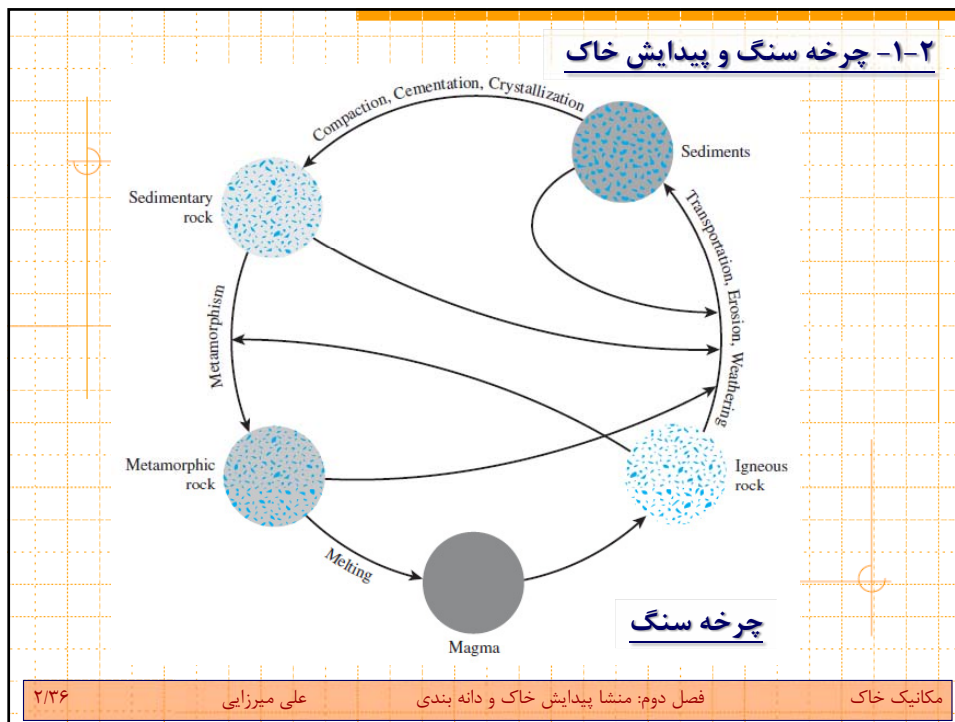 ۲-۱- چرخه سنگ و پیدایش خاک
Compaction, Cementation, Crystallization
Sediments
Sedimentary
rock
Transportation, Erosion, Weathering
Metamorphism
Metamorphic
rock
Igneous
rock
Melting
Magma
چرخه سنگ
مکانیک خاک
فصل دوم: منشا پیدایش خاک و دانه بندی
علی میرزایی
۲/۳۶